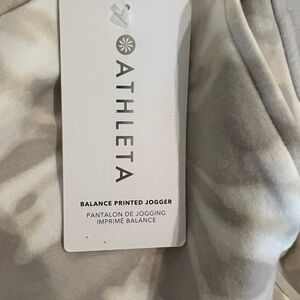 ATHLETA
BALANCE PRINTED JOGGER
PANTALON DE JOGGING
IMPRIMÉ BALANCE